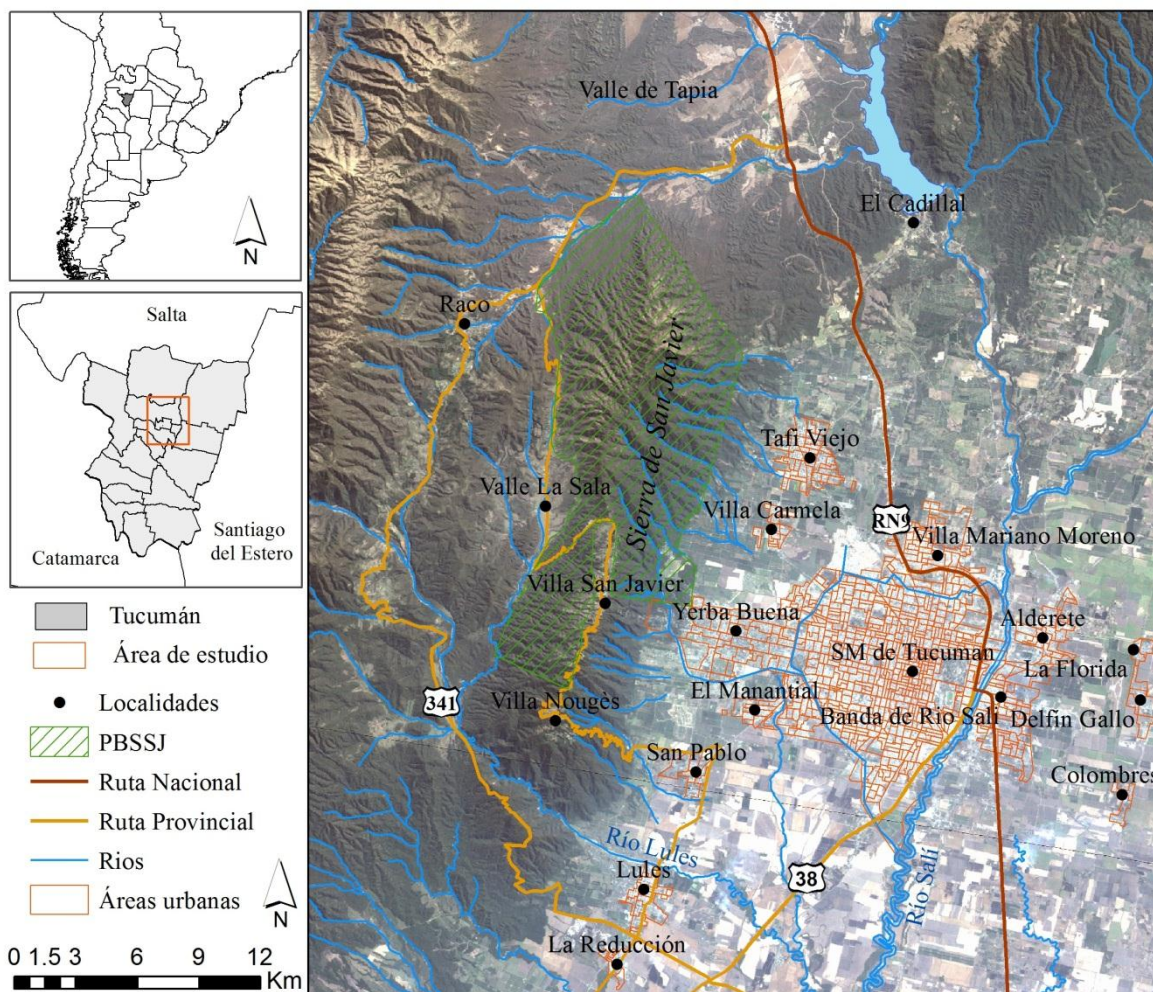 N
Salta
Santiago
del Estero
Catamarca
Tucumán
Área de estudio
Localidades
PBSSJ
Ruta Nacional
Ruta Provincial
Rios
Áreas urbanas
N
0 1.5 3 6 9 12
Km
Valle de Tapia
El Cadillal
Raco
Sierra de San Javier
Tafi Viejo
Valle La Sala
Villa Carmela
RN9
Villa Mariano Moreno
Villa San Javier
Yerba Buena
Alderete
SM de Tucuman
La Florida
341
El Manantial
Villa Nougès
Banda de Rio Sali
Delfín Gallo
San Pablo
Colombres
Río Lules
Lules
38
Río Salí
La Reducción